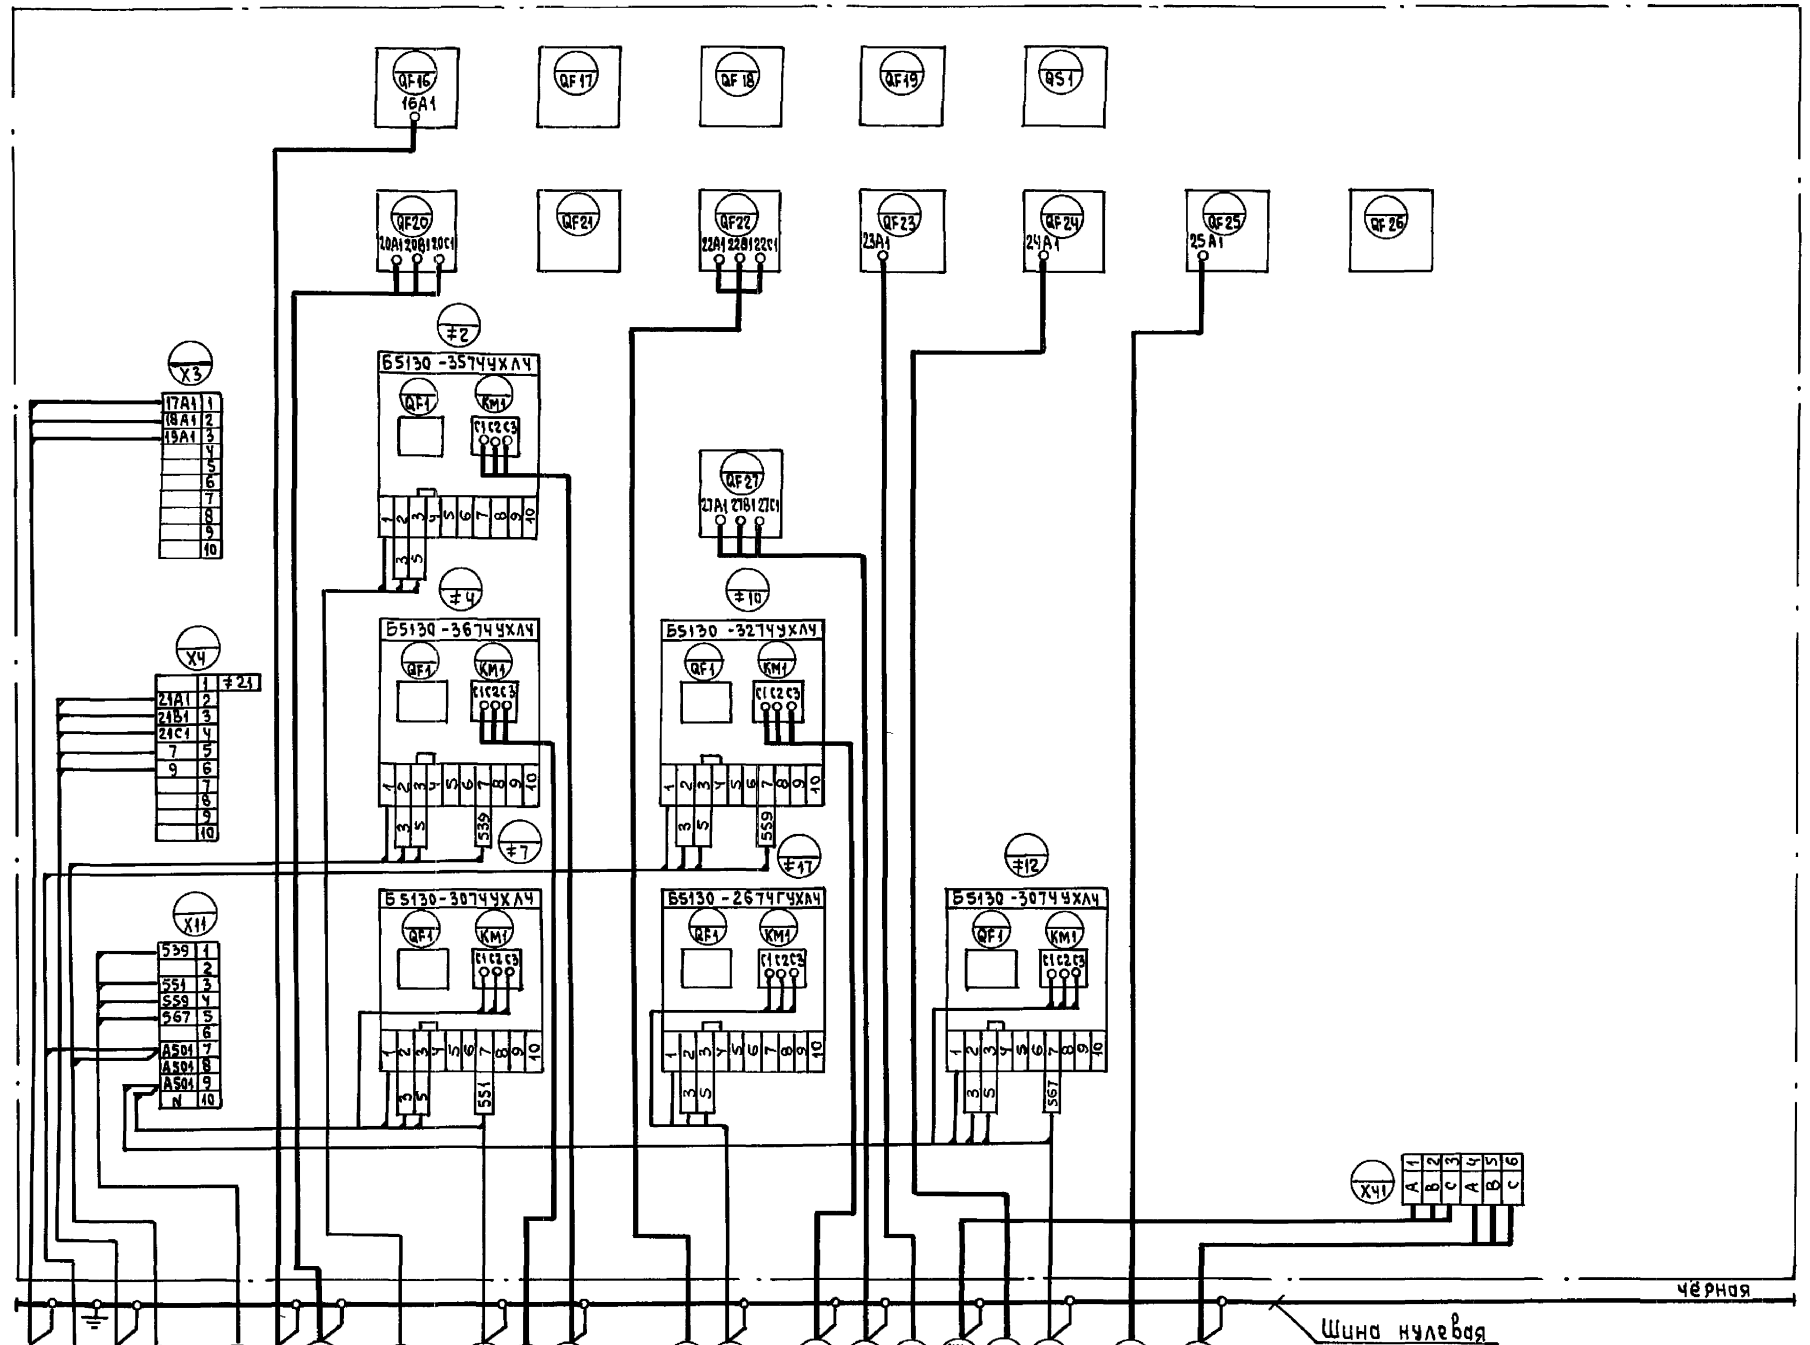 QF16
16A1
QF17
QF18
QF19
QS1
QF20
20A1 20B1 20C1
QF21
QF22
22A1 22B1 22C1
QF23
23A1
QF24
24A1
QF25
25A1
QF26
≠2
Б5130-3574УХЛ4
QF1
KM1
C1 C2 C3
1 2 3 4 5 6 7 8 9 10
3 5
X3
17A1 1
18A1 2
19A1 3
4
5
6
7
8
9
10
QF27
27A1 27B1 27C1
≠4
Б5130-3674УХЛ4
QF1
KM1
C1 C2 C3
1 2 3 4 5 6 7 8 9 10
3 5 539
≠10
Б5130-3274УХЛ4
QF1
KM1
C1 C2 C3
1 2 3 4 5 6 7 8 9 10
3 5 559
X4
1 ≠21
21A1 2
21B1 3
21C1 4
7 5
9 6
7
8
9
10
≠7
Б5130-3074УХЛ4
QF1
KM1
C1 C2 C3
1 2 3 4 5 6 7 8 9 10
3 5 551
≠17
Б5130-2674ГУХЛ4
QF1
KM1
C1 C2 C3
1 2 3 4 5 6 7 8 9 10
3 5
≠12
Б5130-3074УХЛ4
QF1
KM1
C1 C2 C3
1 2 3 4 5 6 7 8 9 10
3 5 567
X11
539 1
2
551 3
559 4
567 5
6
A501 7
A501 8
A501 9
N 10
X41
1 2 3 4 5 6
A B C A B C
чёрная
Шина нулевая